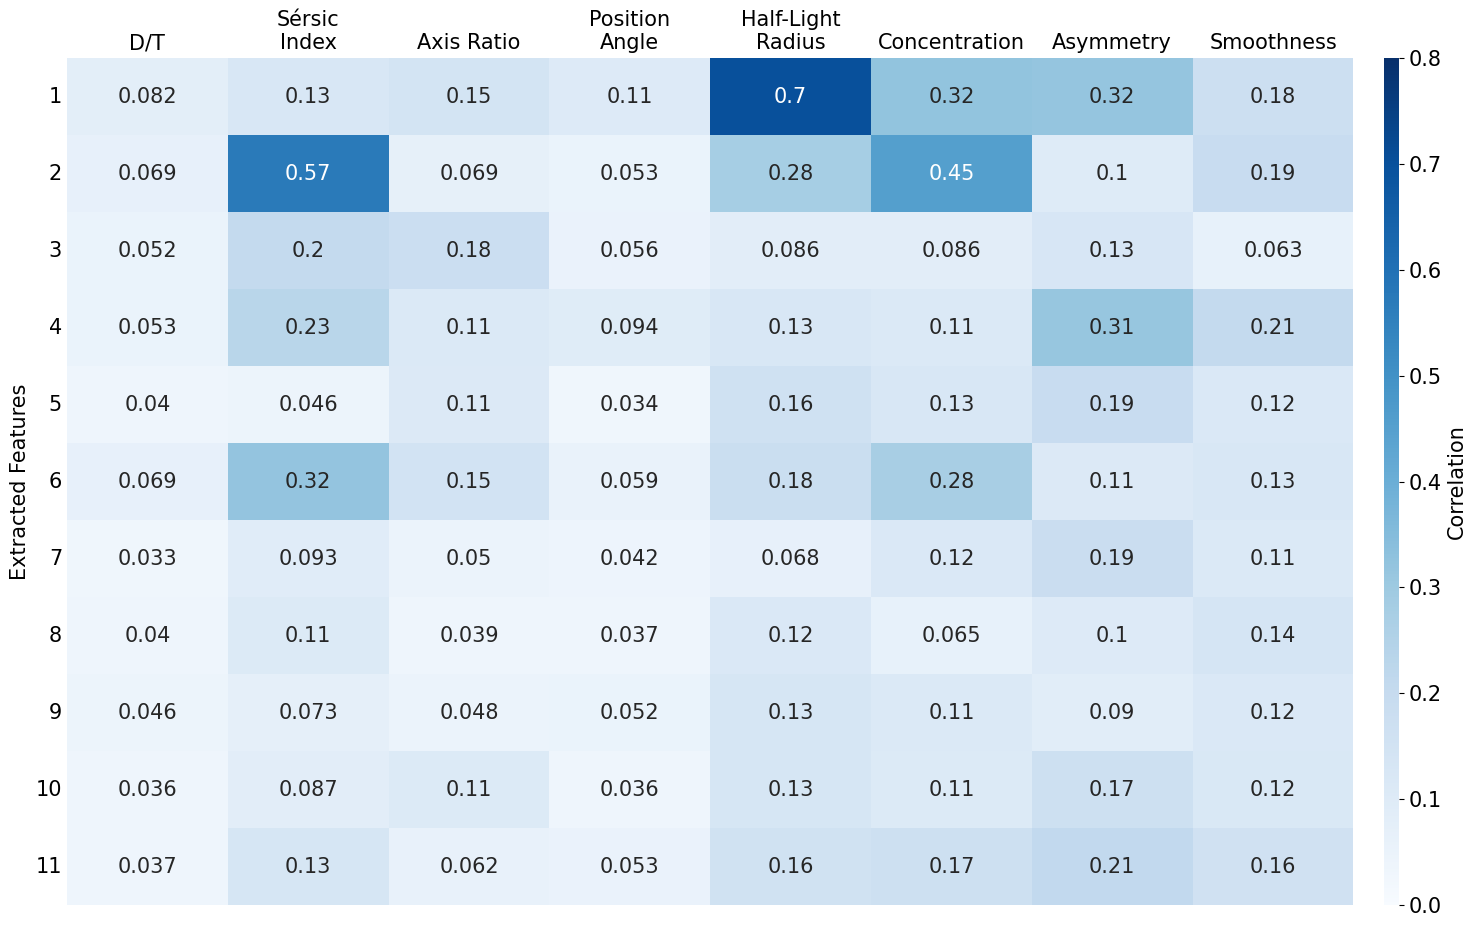 Sérsic
Index
Position
Angle
Half-Light
Radius
D/T Axis Ratio Concentration Asymmetry Smoothness
1 0.082 0.13 0.15 0.11 0.7 0.32 0.32 0.18
2 0.069 0.57 0.069 0.053 0.28 0.45 0.1 0.19
3 0.052 0.2 0.18 0.056 0.086 0.086 0.13 0.063
4 0.053 0.23 0.11 0.094 0.13 0.11 0.31 0.21
5 0.04 0.046 0.11 0.034 0.16 0.13 0.19 0.12
6 0.069 0.32 0.15 0.059 0.18 0.28 0.11 0.13
7 0.033 0.093 0.05 0.042 0.068 0.12 0.19 0.11
8 0.04 0.11 0.039 0.037 0.12 0.065 0.1 0.14
9 0.046 0.073 0.048 0.052 0.13 0.11 0.09 0.12
10 0.036 0.087 0.11 0.036 0.13 0.11 0.17 0.12
11 0.037 0.13 0.062 0.053 0.16 0.17 0.21 0.16
Extracted Features
0.8
0.7
0.6
0.5
0.4
0.3
0.2
0.1
0.0
Correlation